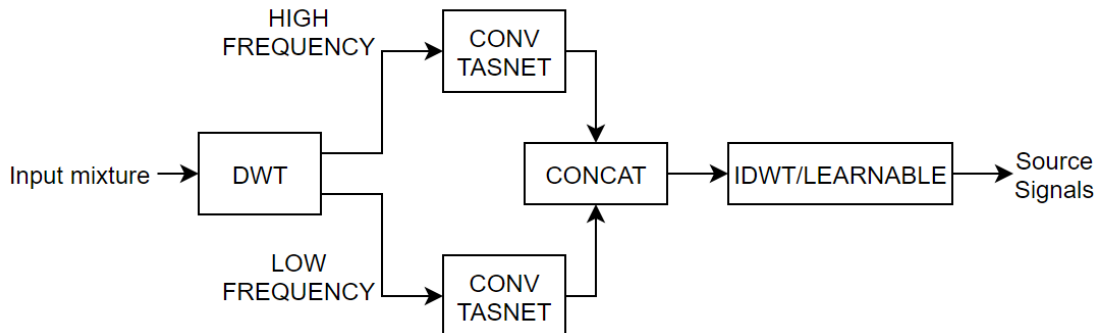 HIGH
FREQUENCY
CONV
TASNET
Input mixture
DWT
CONCAT
IDWT/LEARNABLE
Source
Signals
LOW
FREQUENCY
CONV
TASNET